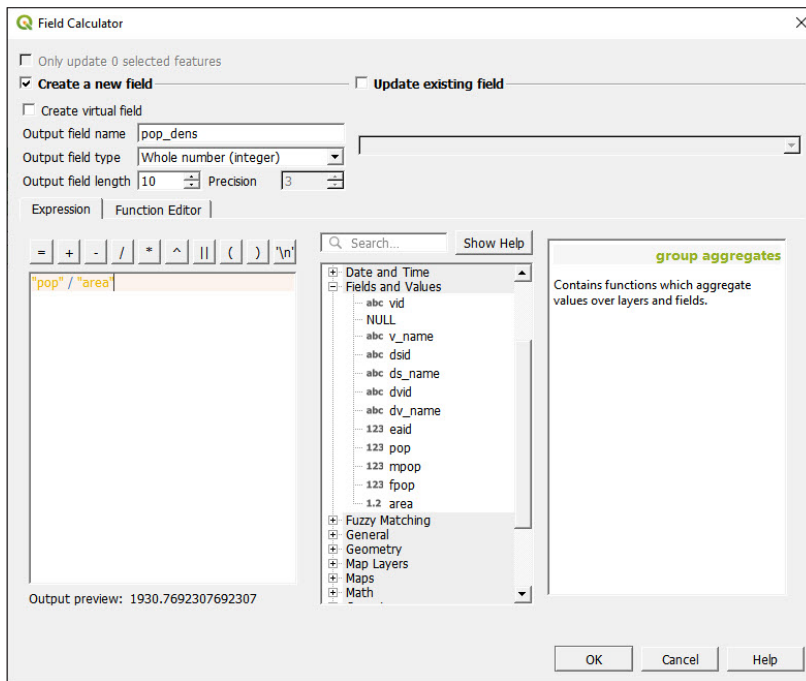 Field Calculator
Only update 0 selected features
Create a new field
Update existing field
Create virtual field
Output field name pop_dens
Output field type Whole number (integer)
Output field length 10 Precision 3
Expression Function Editor
= + - / * ^ || ( ) '\n'
"pop" / "area"
Search... Show Help
Date and Time
Fields and Values
abc vid
NULL
abc v_name
abc dsid
abc ds_name
abc dvid
abc dv_name
123 eaid
123 pop
123 mpop
123 fpop
1.2 area
Fuzzy Matching
General
Geometry
Map Layers
Maps
Math
group aggregates
Contains functions which aggregate
values over layers and fields.
Output preview: 1930.7692307692307
OK Cancel Help